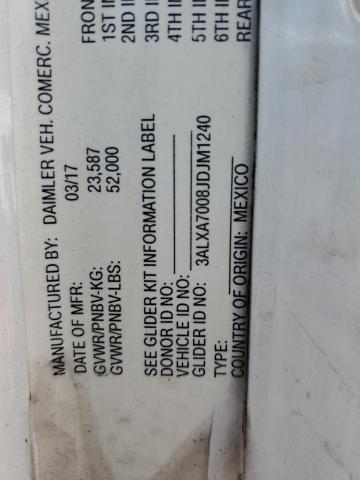 MANUFACTURED BY: DAIMLER VEH. COMERC. MEX
DATE OF MFR: 03/17
GVWR/PNBV-KG: 23,587
GVWR/PNBV-LBS: 52,000
FRON
1ST I
2ND I
3RD I
4TH I
5TH I
6TH I
REAR
SEE GLIDER KIT INFORMATION LABEL
DONOR ID NO:
VEHICLE ID NO:
GLIDER ID NO: 3ALXA7008JDJM1240
TYPE:
COUNTRY OF ORIGIN: MEXICO